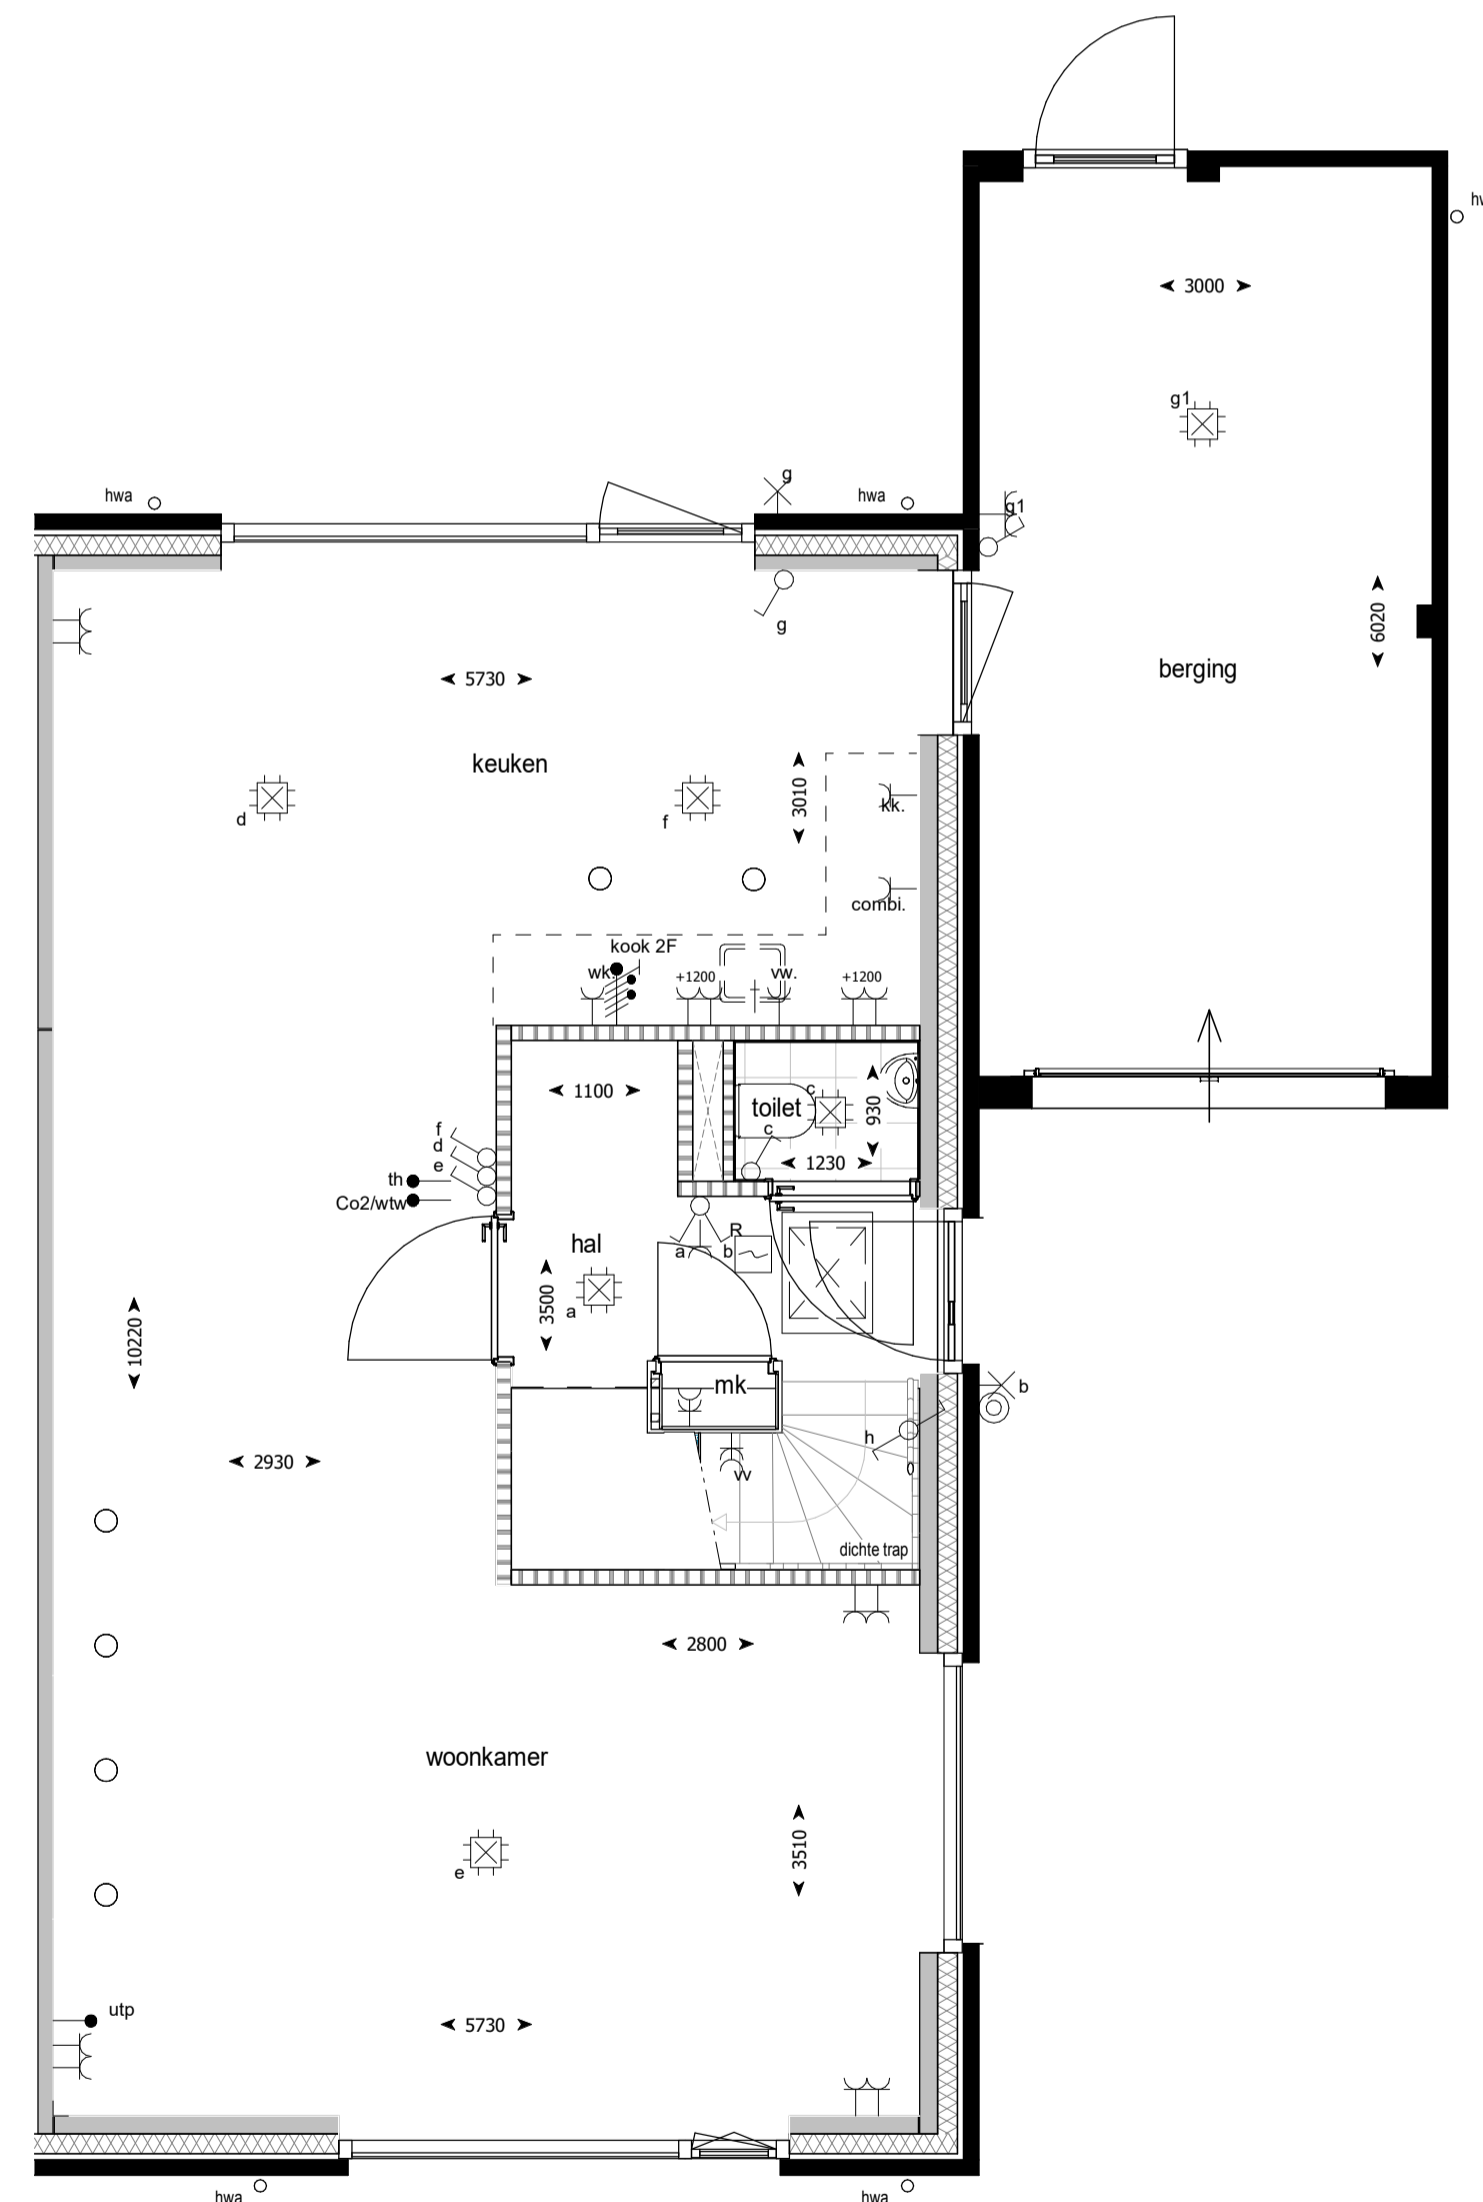 hw
3000
g1
g
hwa
hwa
g1
g
6020
5730
berging
keuken
3010
kk.
d
f
combi.
kook 2F
wk.
+1200
vw.
+1200
1100
c
toilet
930
c
1230
f
d
e
th
Co2/wtw
hal
R
a
b
3500
a
10220
mk
b
h
2930
0
vv
dichte trap
2800
woonkamer
3510
e
utp
5730
hwa
hwa